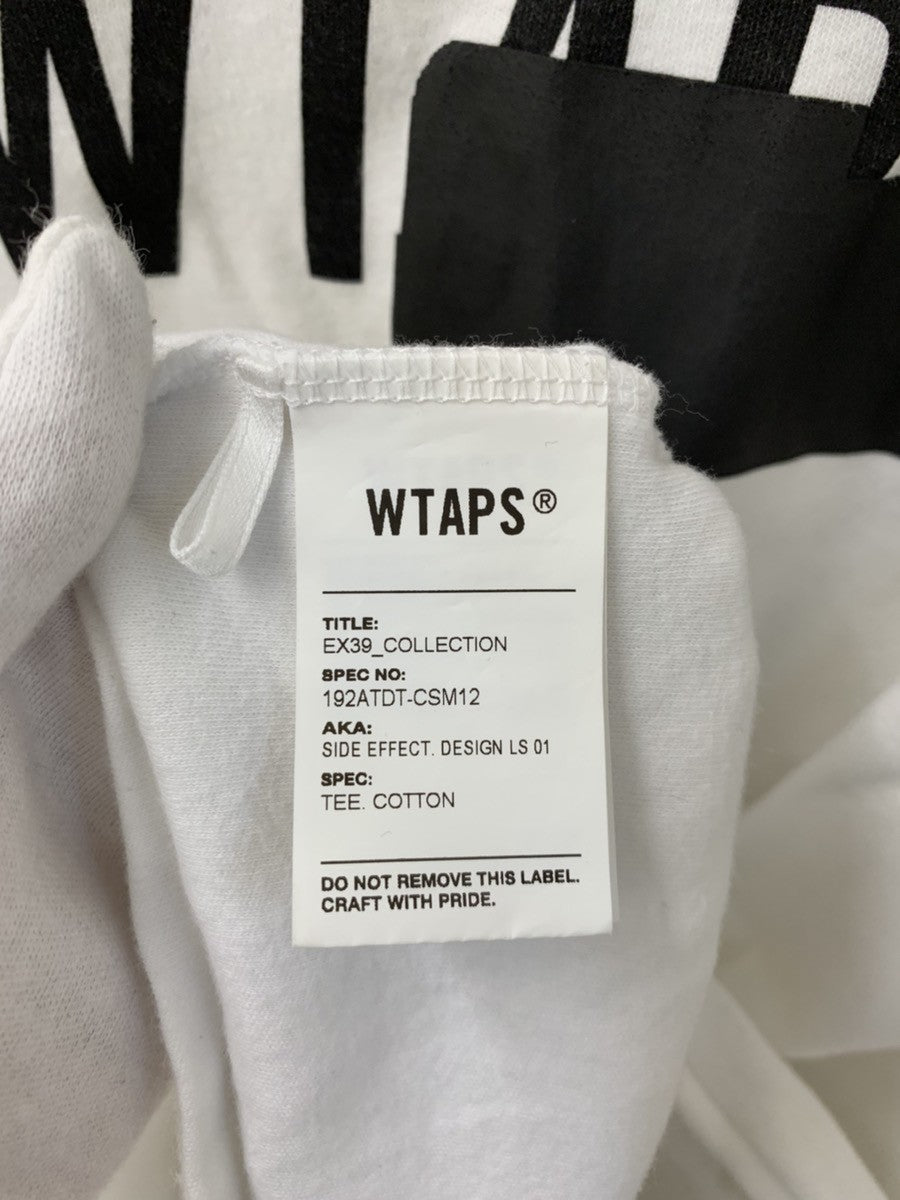 WTAPS®
TITLE:
EX39_COLLECTION
SPEC NO:
192ATDT-CSM12
AKA:
SIDE EFFECT. DESIGN LS 01
SPEC:
TEE. COTTON
DO NOT REMOVE THIS LABEL.
CRAFT WITH PRIDE.